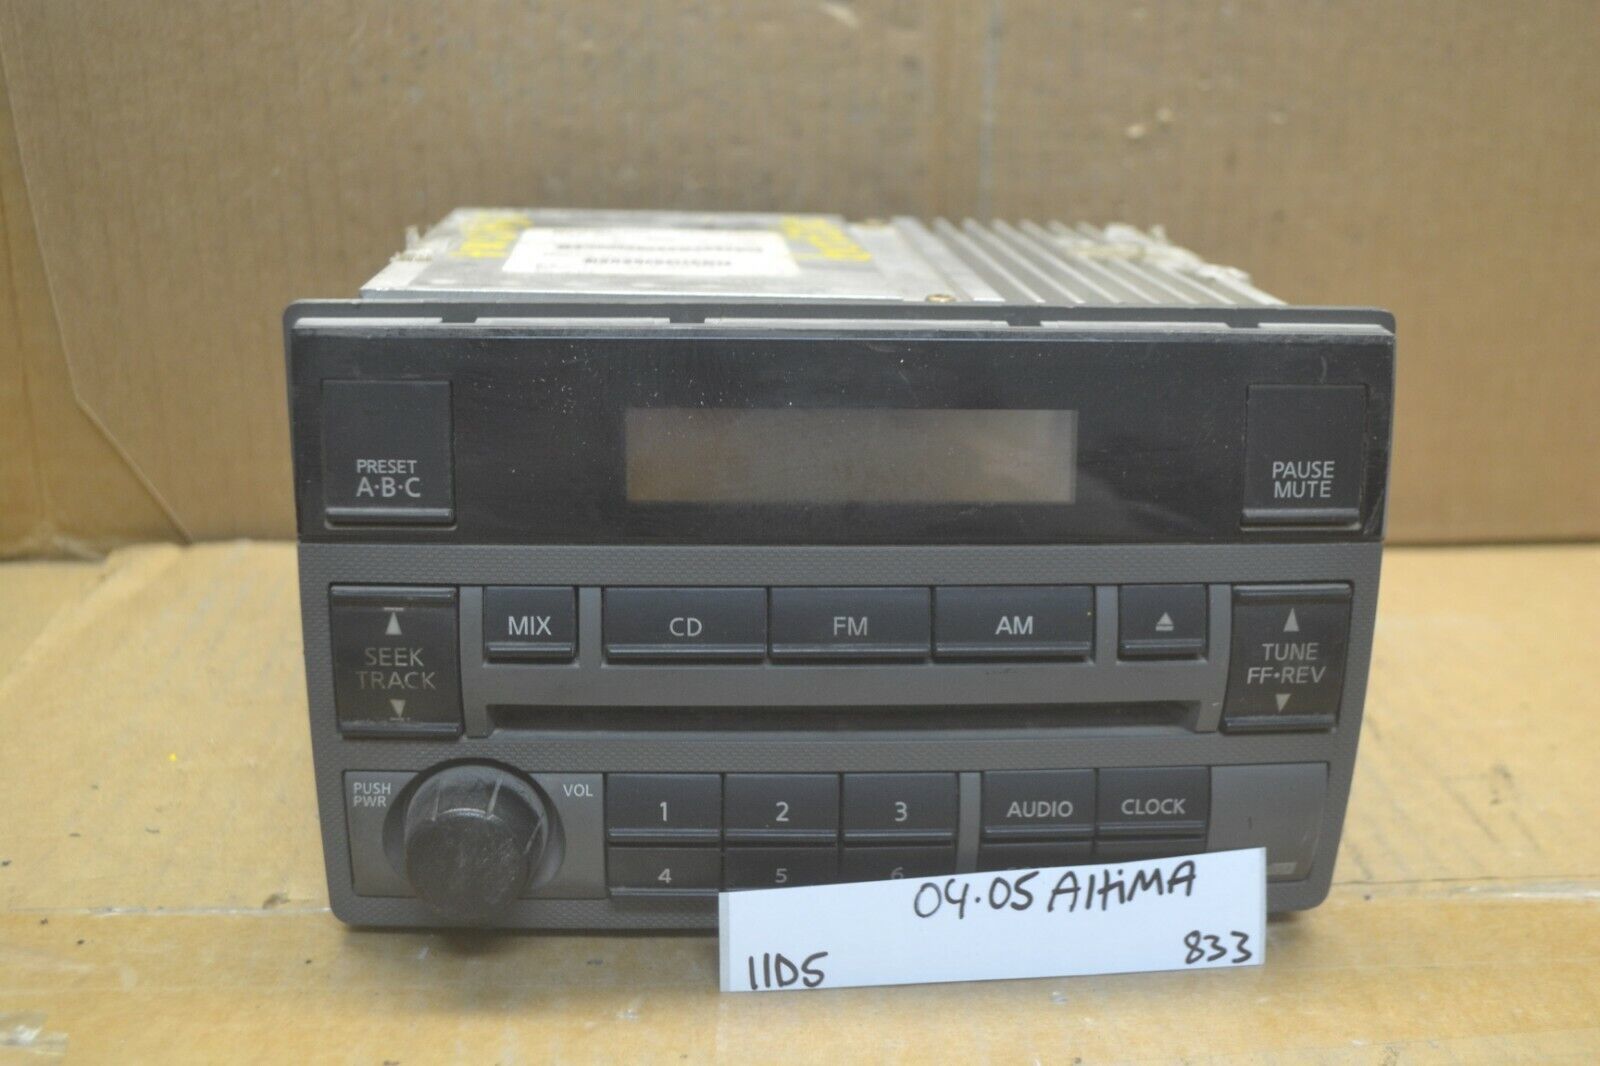 PRESET
A·B·C
PAUSE
MUTE
SEEK
TRACK
MIX
CD
FM
AM
TUNE
FF·REV
PUSH
PWR
VOL
1
2
3
AUDIO
CLOCK
4
5
6
04.05 AltiMA
11D5
833